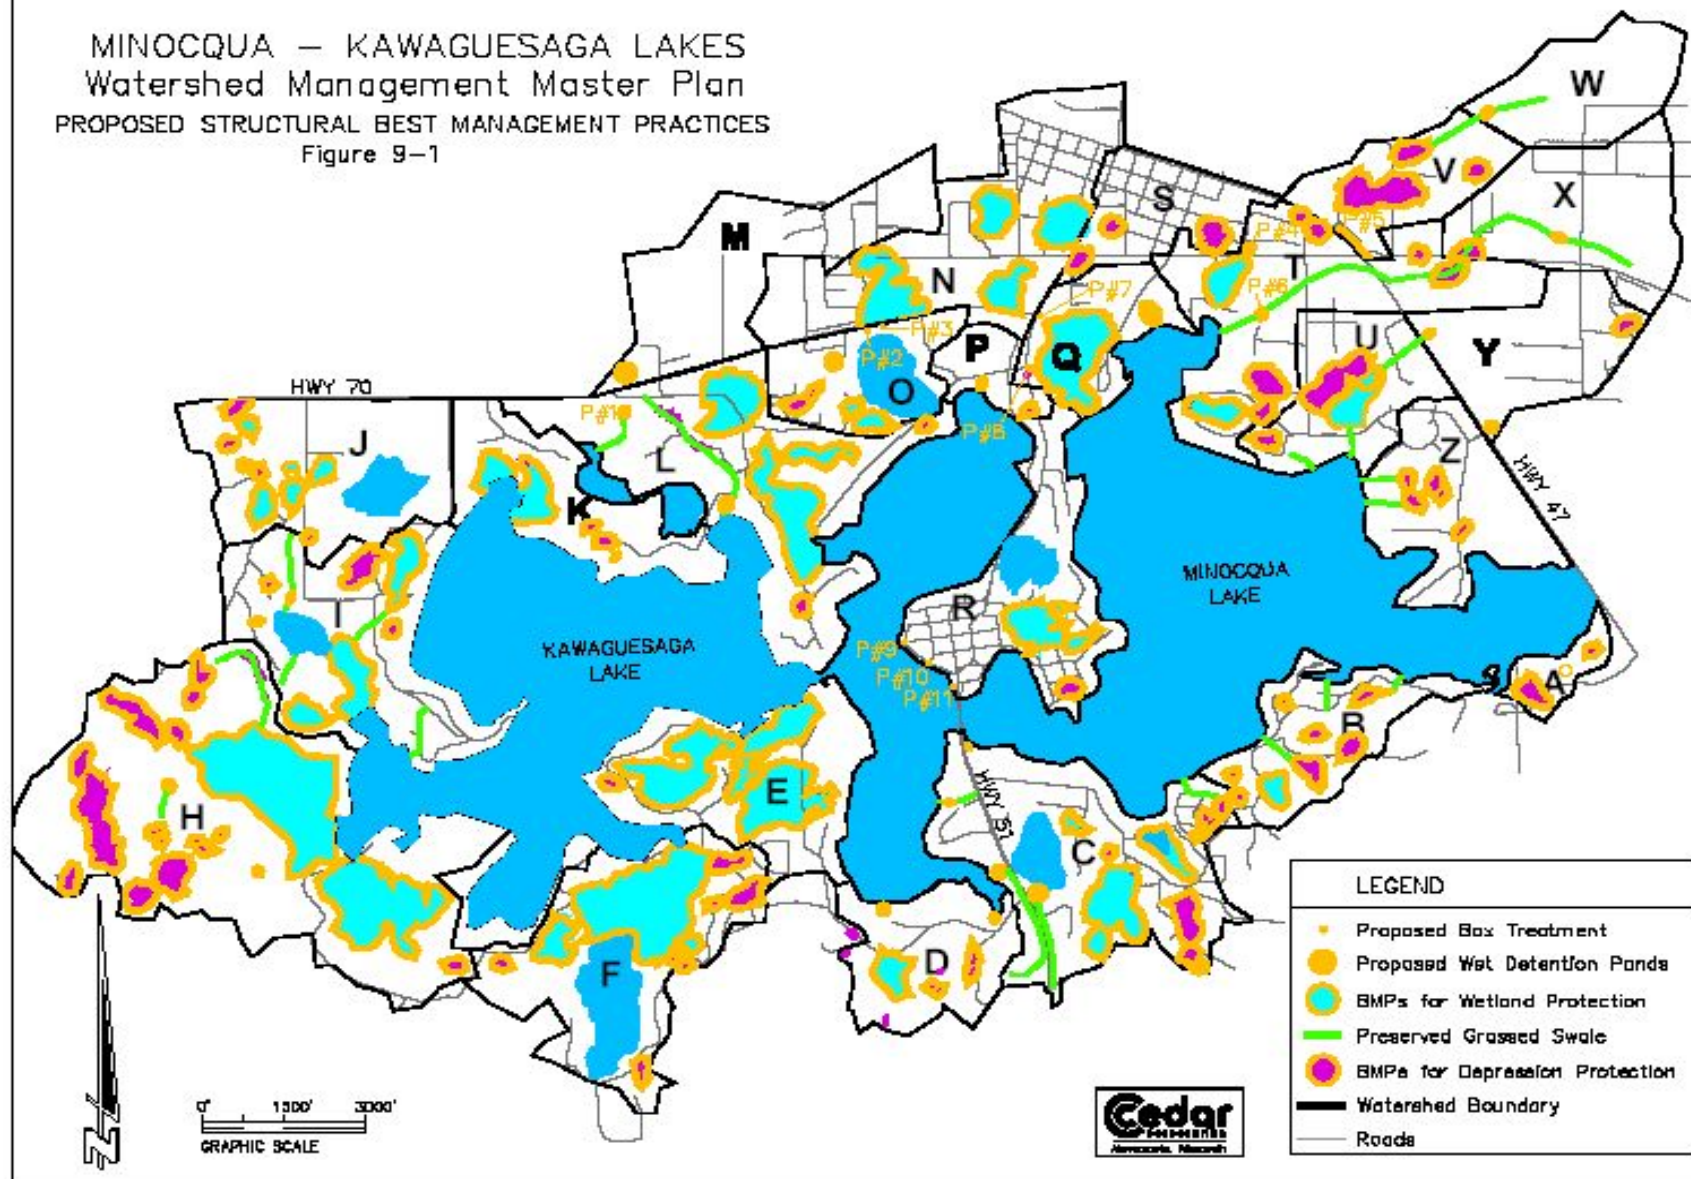 MINOCQUA – KAWAGUESAGA LAKES
Watershed Management Master Plan
PROPOSED STRUCTURAL BEST MANAGEMENT PRACTICES
Figure 9-1
W
V
X
S
M
N
T
P#4
P#5
P#6
P#7
P#3
P#2
P
Q
U
Y
O
HWY 70
P#8
J
L
K
Z
HWY 47
MINOCQUA
LAKE
R
I
KAWAGUESAGA
LAKE
P#9
P#10
P#11
A
B
H
E
HWY 51
C
F
D
LEGEND
Proposed Box Treatment
Proposed Wet Detention Ponds
BMPs for Wetland Protection
Preserved Grassed Swale
BMPs for Depression Protection
Watershed Boundary
Roads
N
0' 1500' 3000'
GRAPHIC SCALE
Cedar